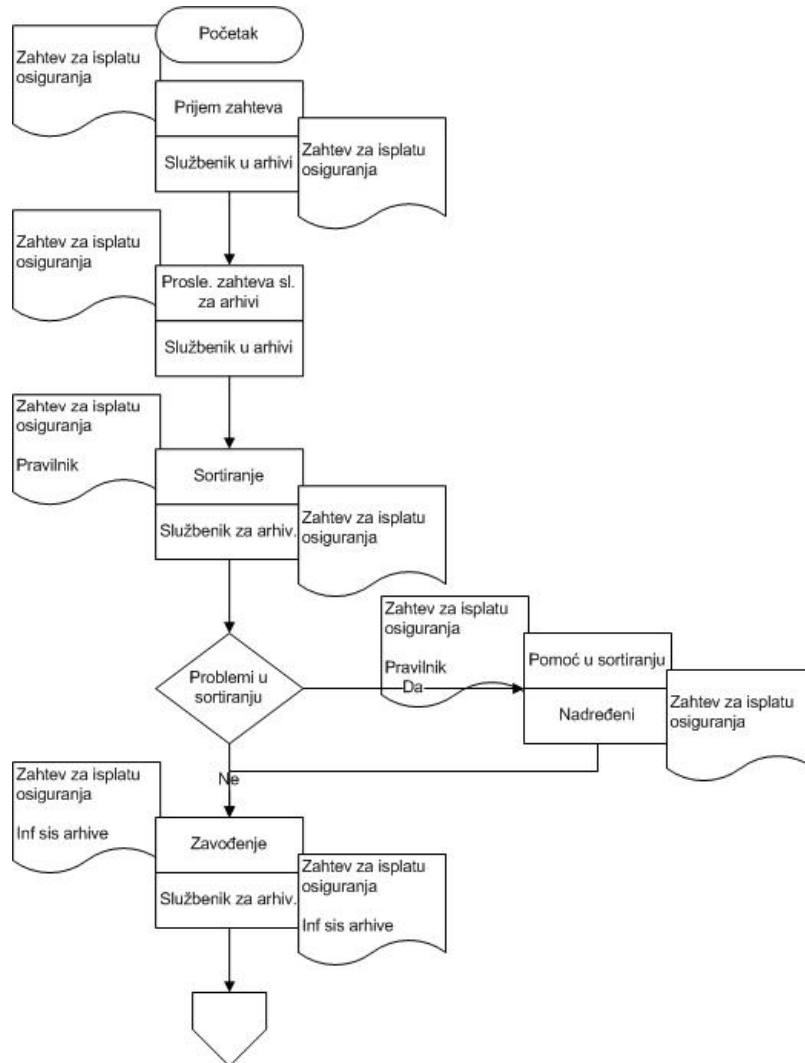 Početak
Zahtev za isplatu
osiguranja
Prijem zahteva
Službenik u arhivi
Zahtev za isplatu
osiguranja
Zahtev za isplatu
osiguranja
Prosle. zahteva sl.
za arhivi
Službenik u arhivi
Zahtev za isplatu
osiguranja
Pravilnik
Sortiranje
Službenik za arhiv.
Zahtev za isplatu
osiguranja
Problemi u
sortiranju
Zahtev za isplatu
osiguranja
Pravilnik
Da
Pomoć u sortiranju
Nadređeni
Zahtev za isplatu
osiguranja
Ne
Zahtev za isplatu
osiguranja
Inf sis arhive
Zavođenje
Službenik za arhiv.
Zahtev za isplatu
osiguranja
Inf sis arhive